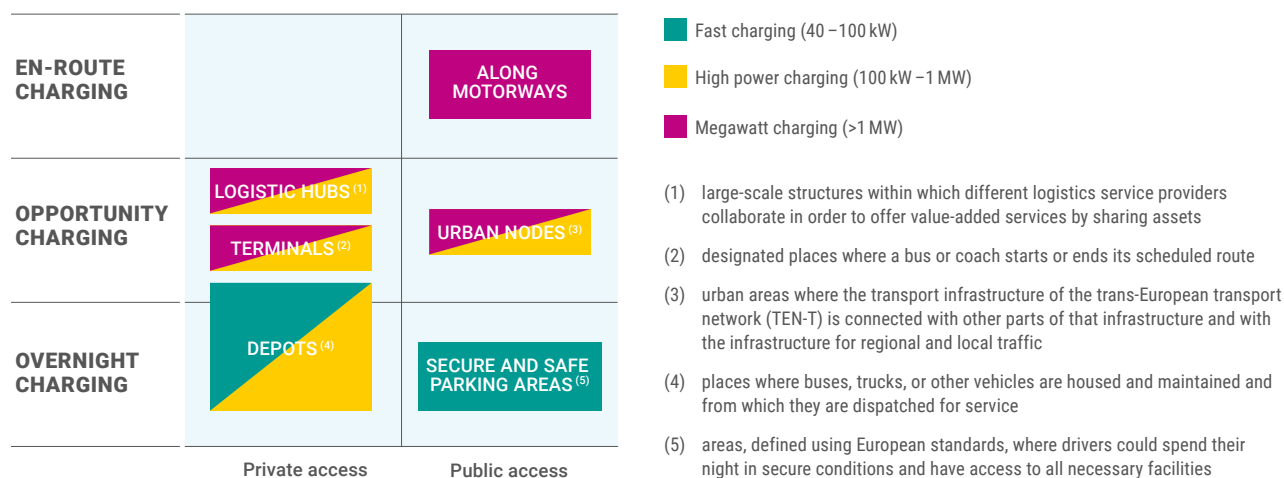 EN-ROUTE
CHARGING
ALONG
MOTORWAYS
OPPORTUNITY
CHARGING
LOGISTIC HUBS (1)
TERMINALS (2)
URBAN NODES (3)
OVERNIGHT
CHARGING
DEPOTS (4)
SECURE AND SAFE
PARKING AREAS (5)
Private access
Public access
Fast charging (40 – 100 kW)
High power charging (100 kW – 1 MW)
Megawatt charging (>1 MW)
(1) large-scale structures within which different logistics service providers
collaborate in order to offer value-added services by sharing assets
(2) designated places where a bus or coach starts or ends its scheduled route
(3) urban areas where the transport infrastructure of the trans-European transport
network (TEN-T) is connected with other parts of that infrastructure and with
the infrastructure for regional and local traffic
(4) places where buses, trucks, or other vehicles are housed and maintained and
from which they are dispatched for service
(5) areas, defined using European standards, where drivers could spend their
night in secure conditions and have access to all necessary facilities